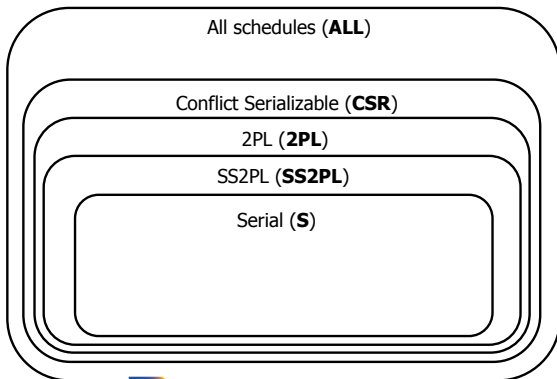 All schedules (ALL)
Conflict Serializable (CSR)
2PL (2PL)
SS2PL (SS2PL)
Serial (S)